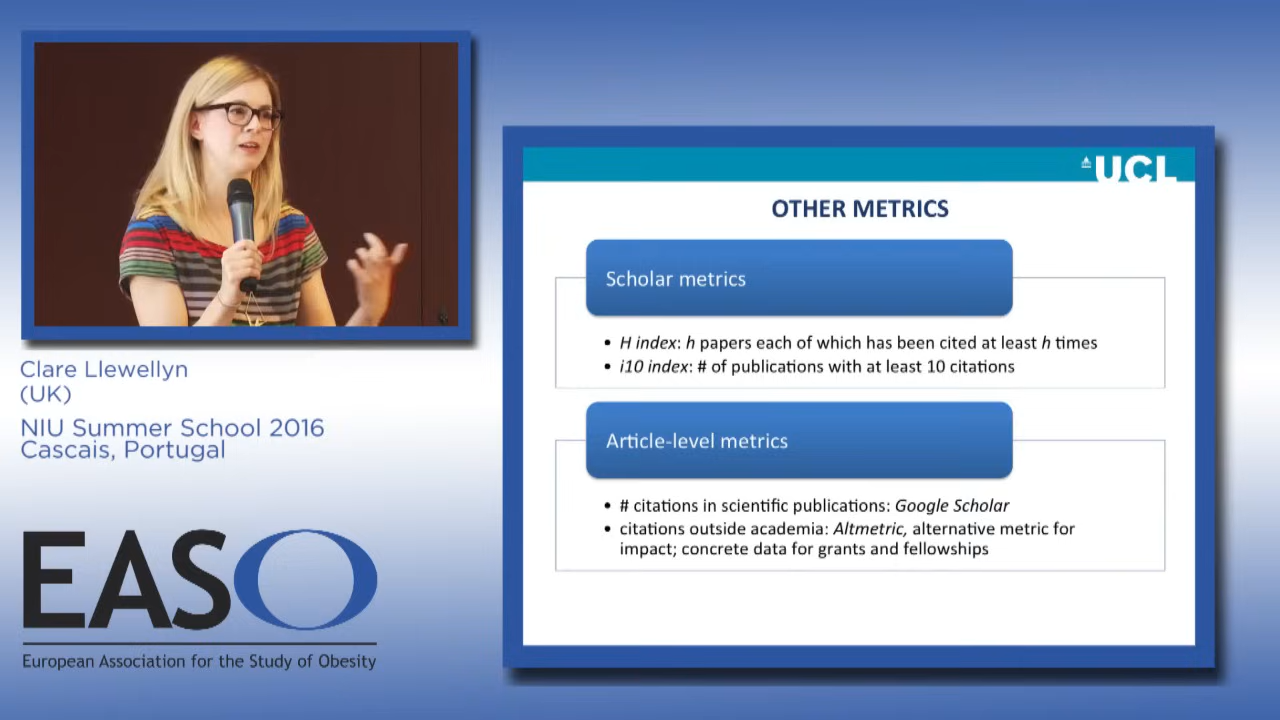 Clare Llewellyn
(UK)
NIU Summer School 2016
Cascais, Portugal
EASO
European Association for the Study of Obesity
UCL
OTHER METRICS
Scholar metrics
• H index: h papers each of which has been cited at least h times
• i10 index: # of publications with at least 10 citations
Article-level metrics
• # citations in scientific publications: Google Scholar
• citations outside academia: Altmetric, alternative metric for
impact; concrete data for grants and fellowships